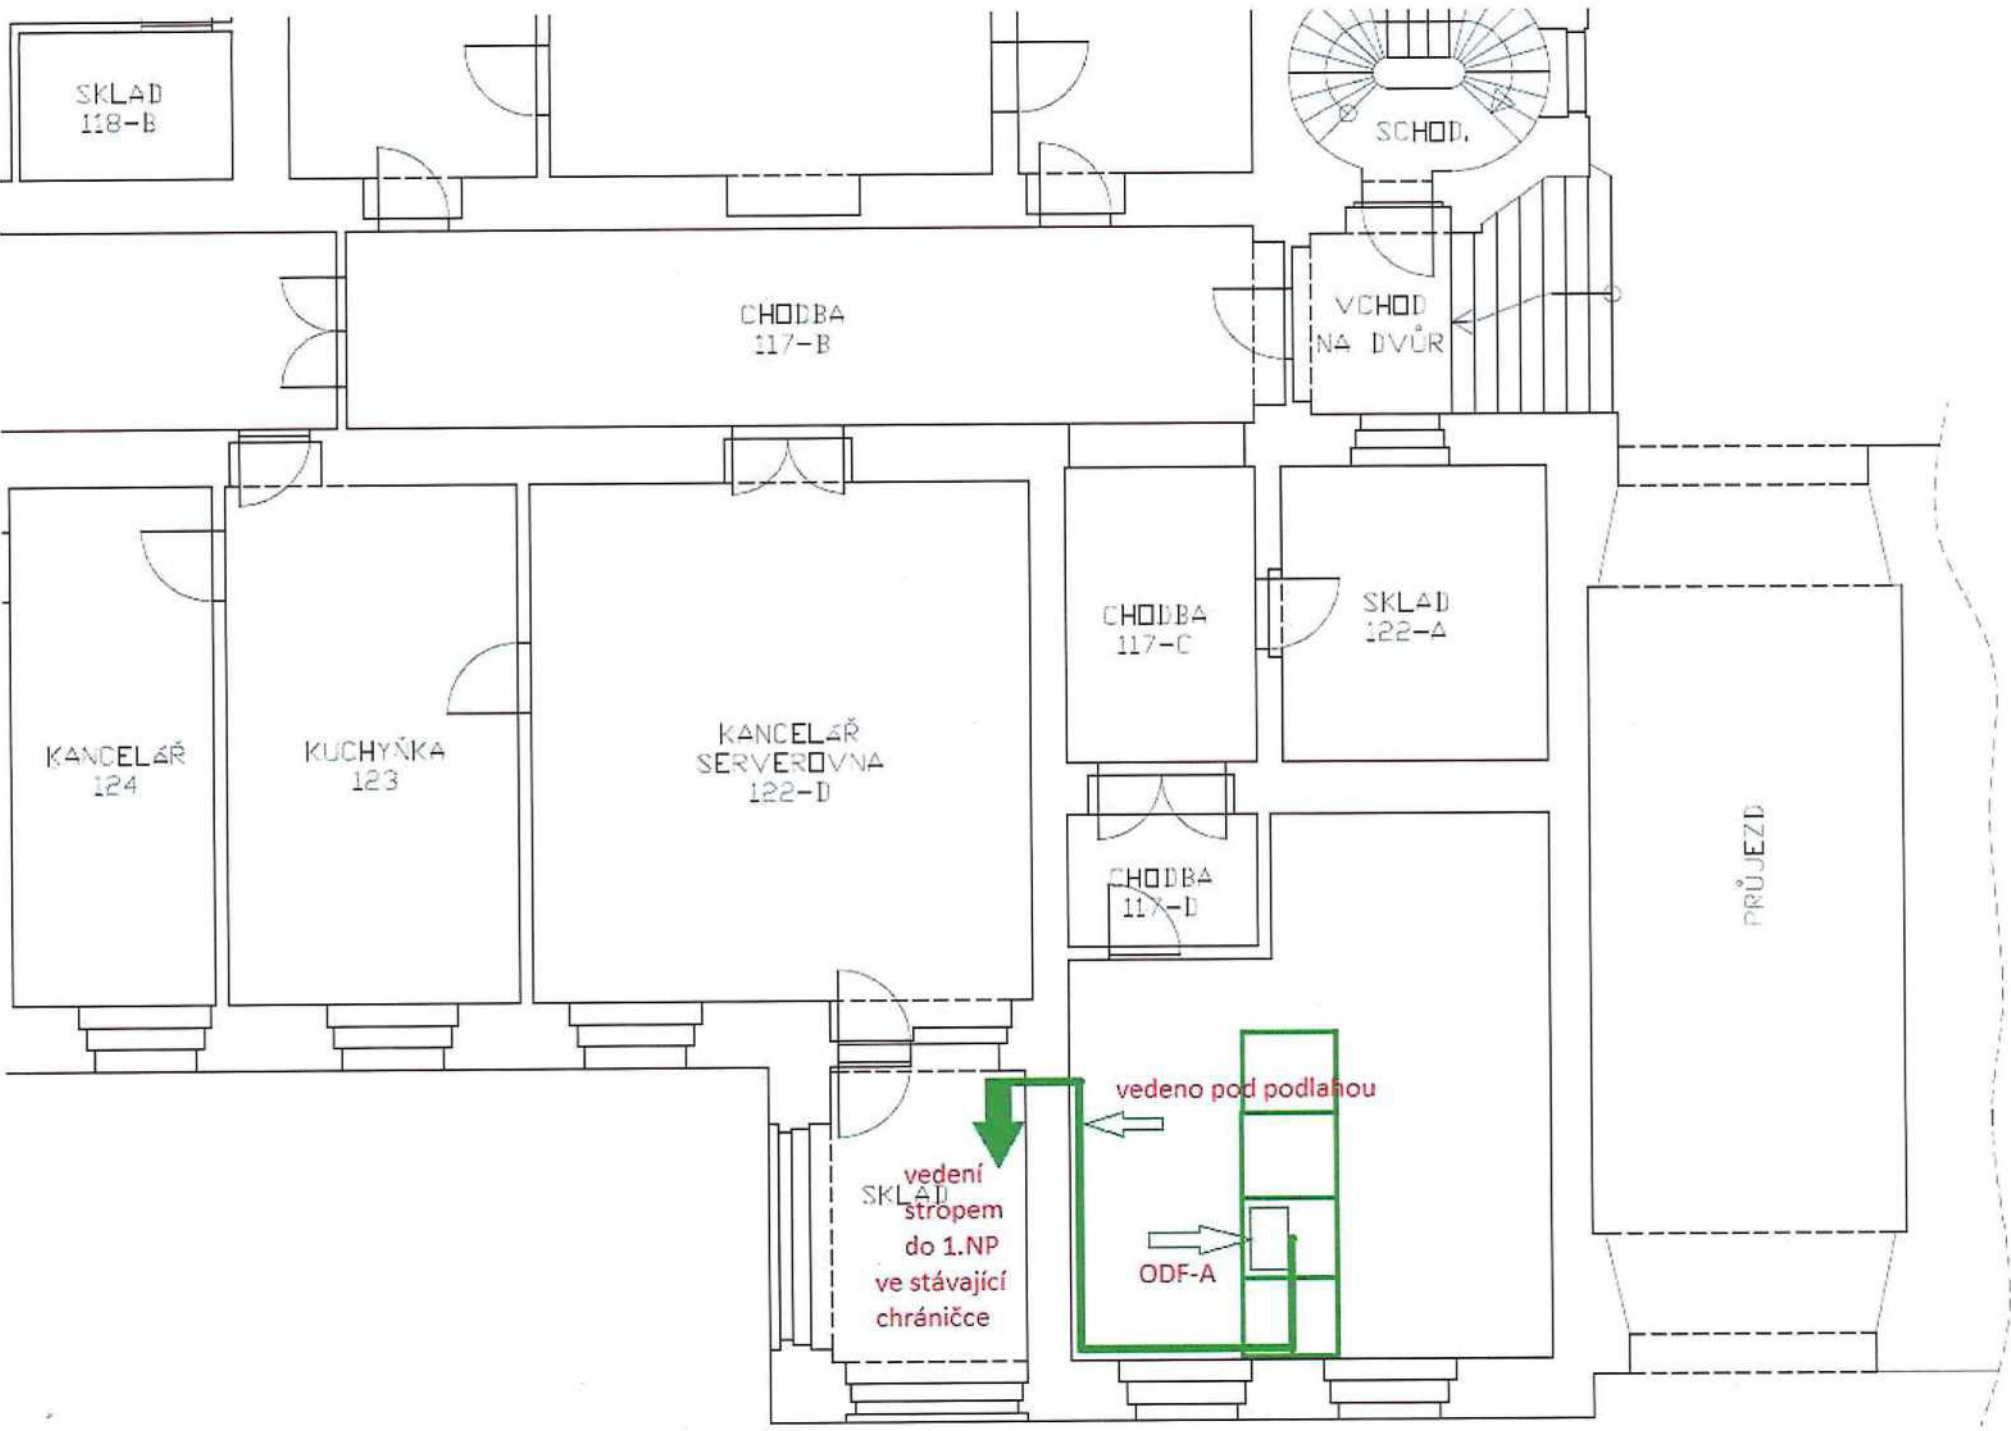 SKLAD
118-B
SCHOD.
CHODBA
117-B
VCHOD
NA DVŮR
KANCELÁŘ
124
KUCHYŇKA
123
KANCELÁŘ
SERVEROVNA
122-D
CHODBA
117-C
SKLAD
122-A
CHODBA
117-D
PRŮJEZD
vedeno pod podlahou
SKLAD
vedení
stropem
do 1.NP
ve stávající
chráničce
ODF-A